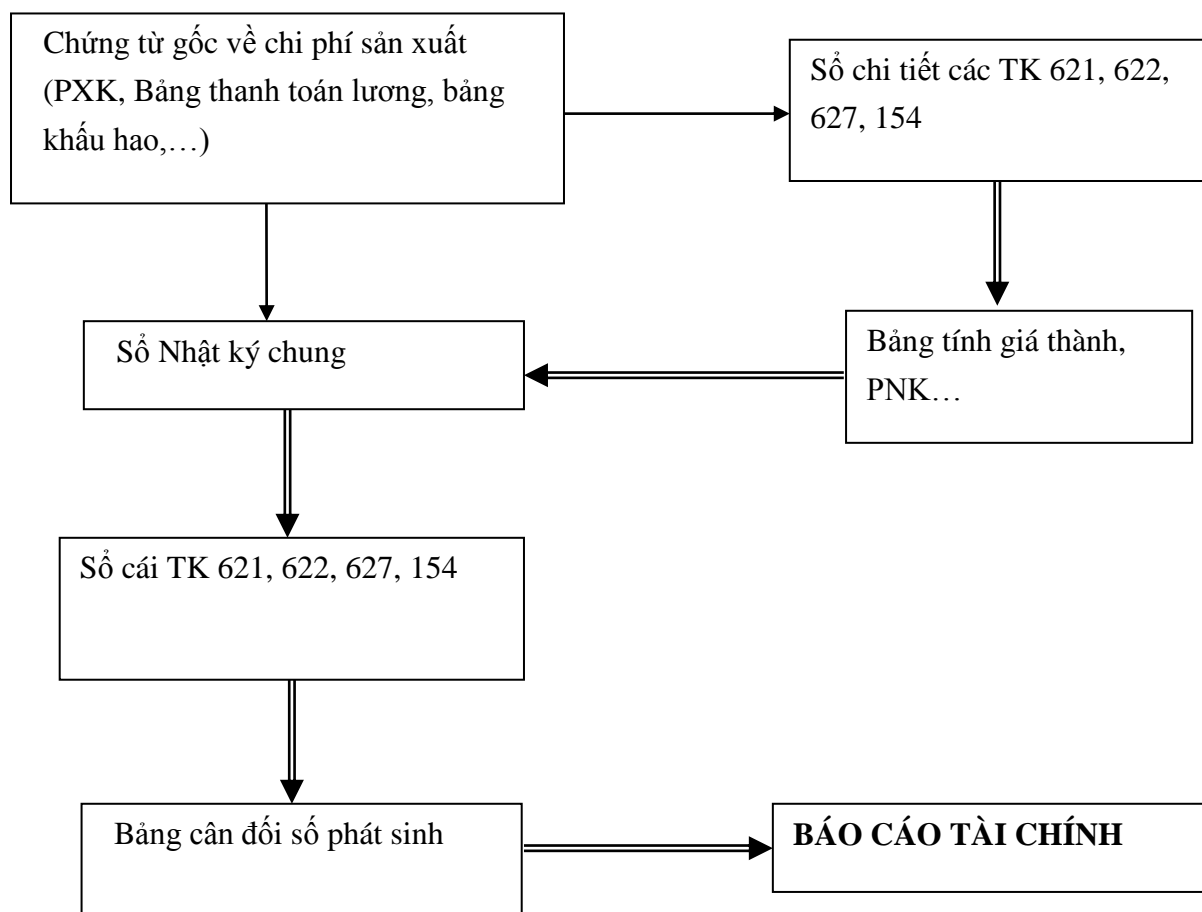 Chứng từ gốc về chi phí sản xuất
(PXK, Bảng thanh toán lương, bảng
khấu hao,…)
Sổ chi tiết các TK 621, 622,
627, 154
Sổ Nhật ký chung
Bảng tính giá thành,
PNK…
Sổ cái TK 621, 622, 627, 154
Bảng cân đối số phát sinh
BÁO CÁO TÀI CHÍNH